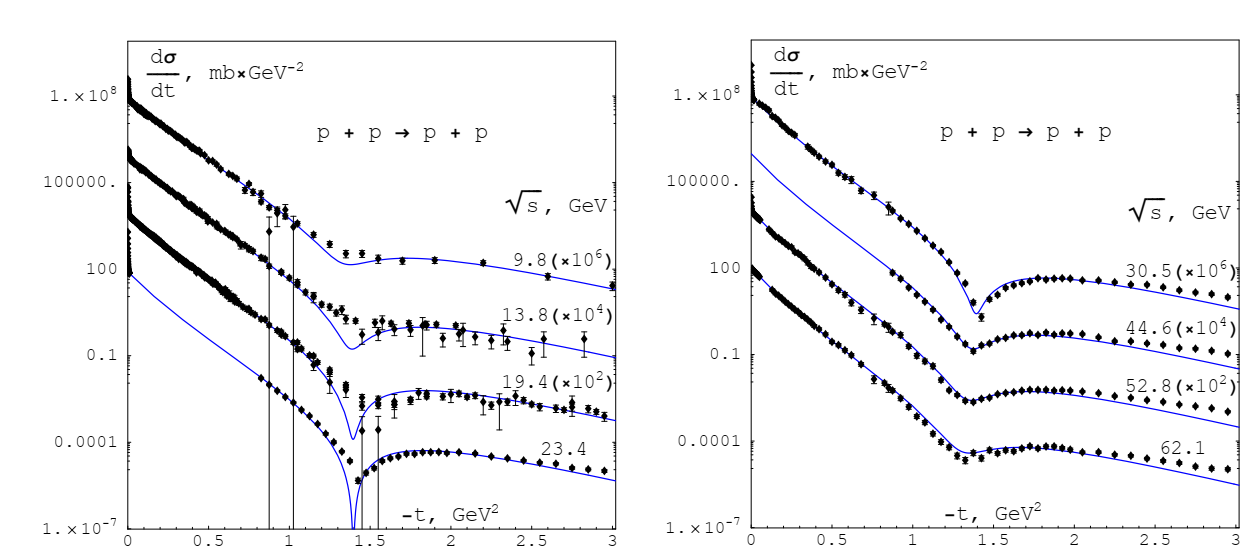 dσ
dt , mb×GeV⁻²
1.×10⁸
p + p → p + p
100000.
√s, GeV
9.8(×10⁶)
100
13.8(×10⁴)
0.1
19.4(×10²)
0.0001
23.4
−t, GeV²
1.×10⁻⁷
0 0.5 1 1.5 2 2.5 3
dσ
dt , mb×GeV⁻²
1.×10⁸
p + p → p + p
100000.
√s, GeV
100
30.5(×10⁶)
44.6(×10⁴)
0.1
52.8(×10²)
0.0001
62.1
−t, GeV²
1.×10⁻⁷
0 0.5 1 1.5 2 2.5 3